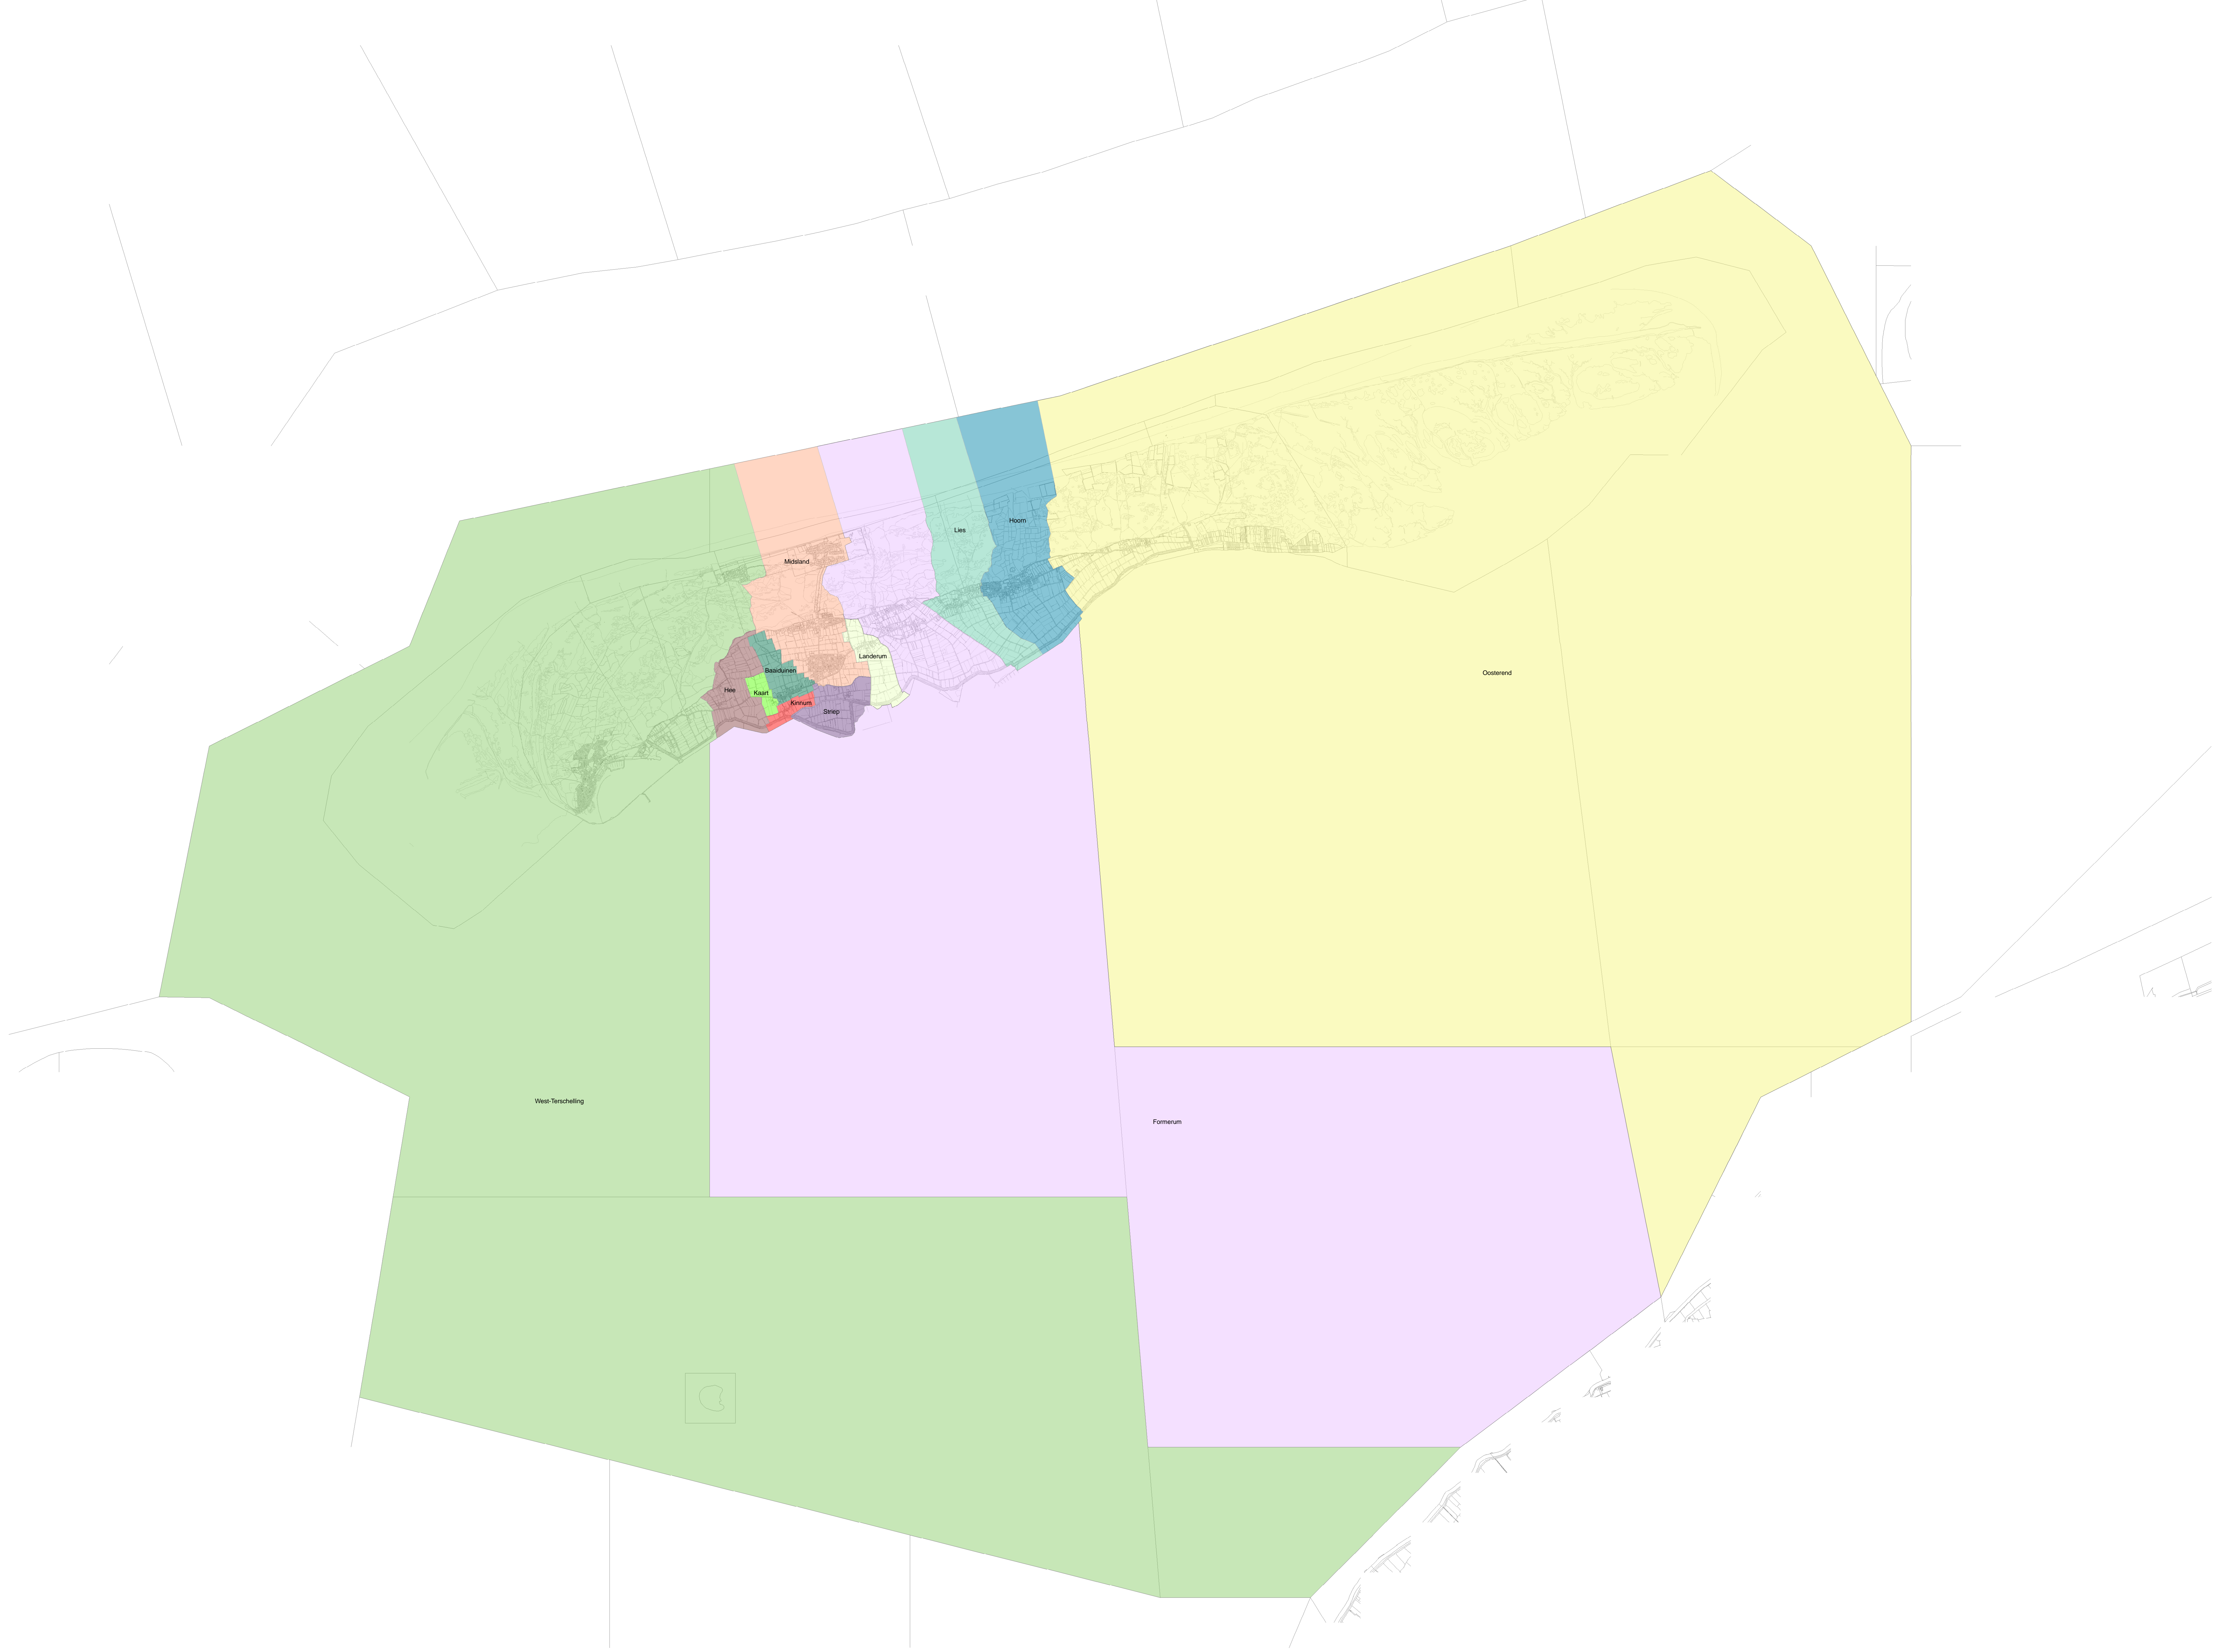 Hoorn
Lies
Midsland
Landerum
Baaiduinen
Oosterend
Hee
Kaart
Kinnum
Striep
West-Terschelling
Formerum